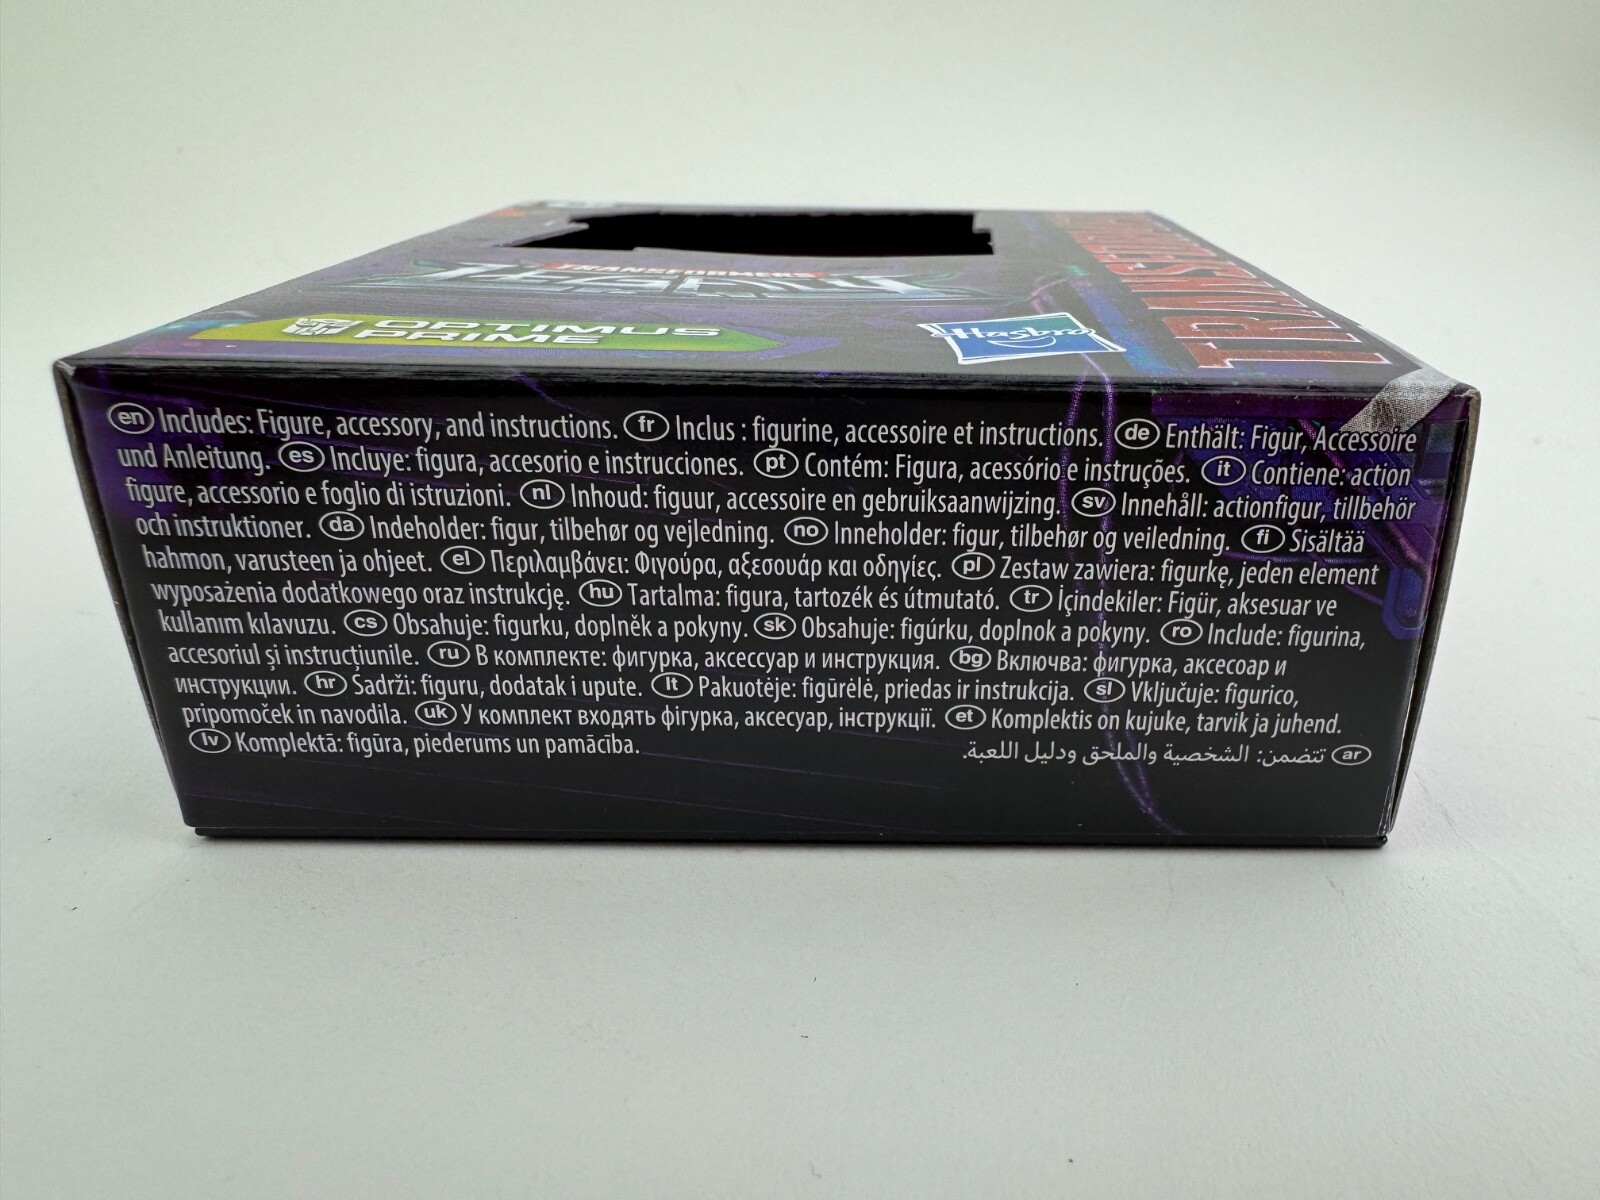 TRANSFORMERS
LEGACY
OPTIMUS
PRIME
Hasbro
TRANSFORMERS
en Includes: Figure, accessory, and instructions. fr Inclus : figurine, accessoire et instructions. de Enthält: Figur, Accessoire
und Anleitung. es Incluye: figura, accesorio e instrucciones. pt Contém: Figura, acessório e instruções. it Contiene: action
figure, accessorio e foglio di istruzioni. nl Inhoud: figuur, accessoire en gebruiksaanwijzing. sv Innehåll: actionfigur, tillbehör
och instruktioner. da Indeholder: figur, tilbehør og vejledning. no Inneholder: figur, tilbehør og veiledning. fi Sisältää
hahmon, varusteen ja ohjeet. el Περιλαμβάνει: Φιγούρα, αξεσουάρ και οδηγίες. pl Zestaw zawiera: figurkę, jeden element
wyposażenia dodatkowego oraz instrukcję. hu Tartalma: figura, tartozék és útmutató. tr İçindekiler: Figür, aksesuar ve
kullanım kılavuzu. cs Obsahuje: figurku, doplněk a pokyny. sk Obsahuje: figúrku, doplnok a pokyny. ro Include: figurina,
accesoriul și instrucțiunile. ru В комплекте: фигурка, аксессуар и инструкция. bg Включва: фигурка, аксесоар и
инструкции. hr Sadrži: figuru, dodatak i upute. lt Pakuotėje: figūrėlė, priedas ir instrukcija. sl Vključuje: figurico,
pripomoček in navodila. uk У комплект входять фігурка, аксесуар, інструкції. et Komplektis on kujuke, tarvik ja juhend.
lv Komplektā: figūra, piederums un pamācība. ar تتضمن: الشخصية والملحق ودليل اللعبة.